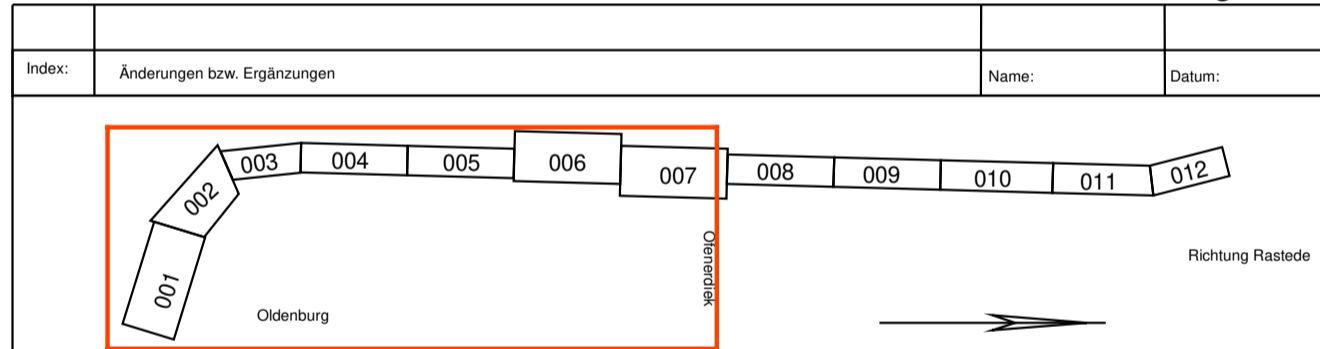 Index: Änderungen bzw. Ergänzungen Name: Datum:
001 002 003 004 005 006 007 008 009 010 011 012
Ofenerdiek
Richtung Rastede
Oldenburg